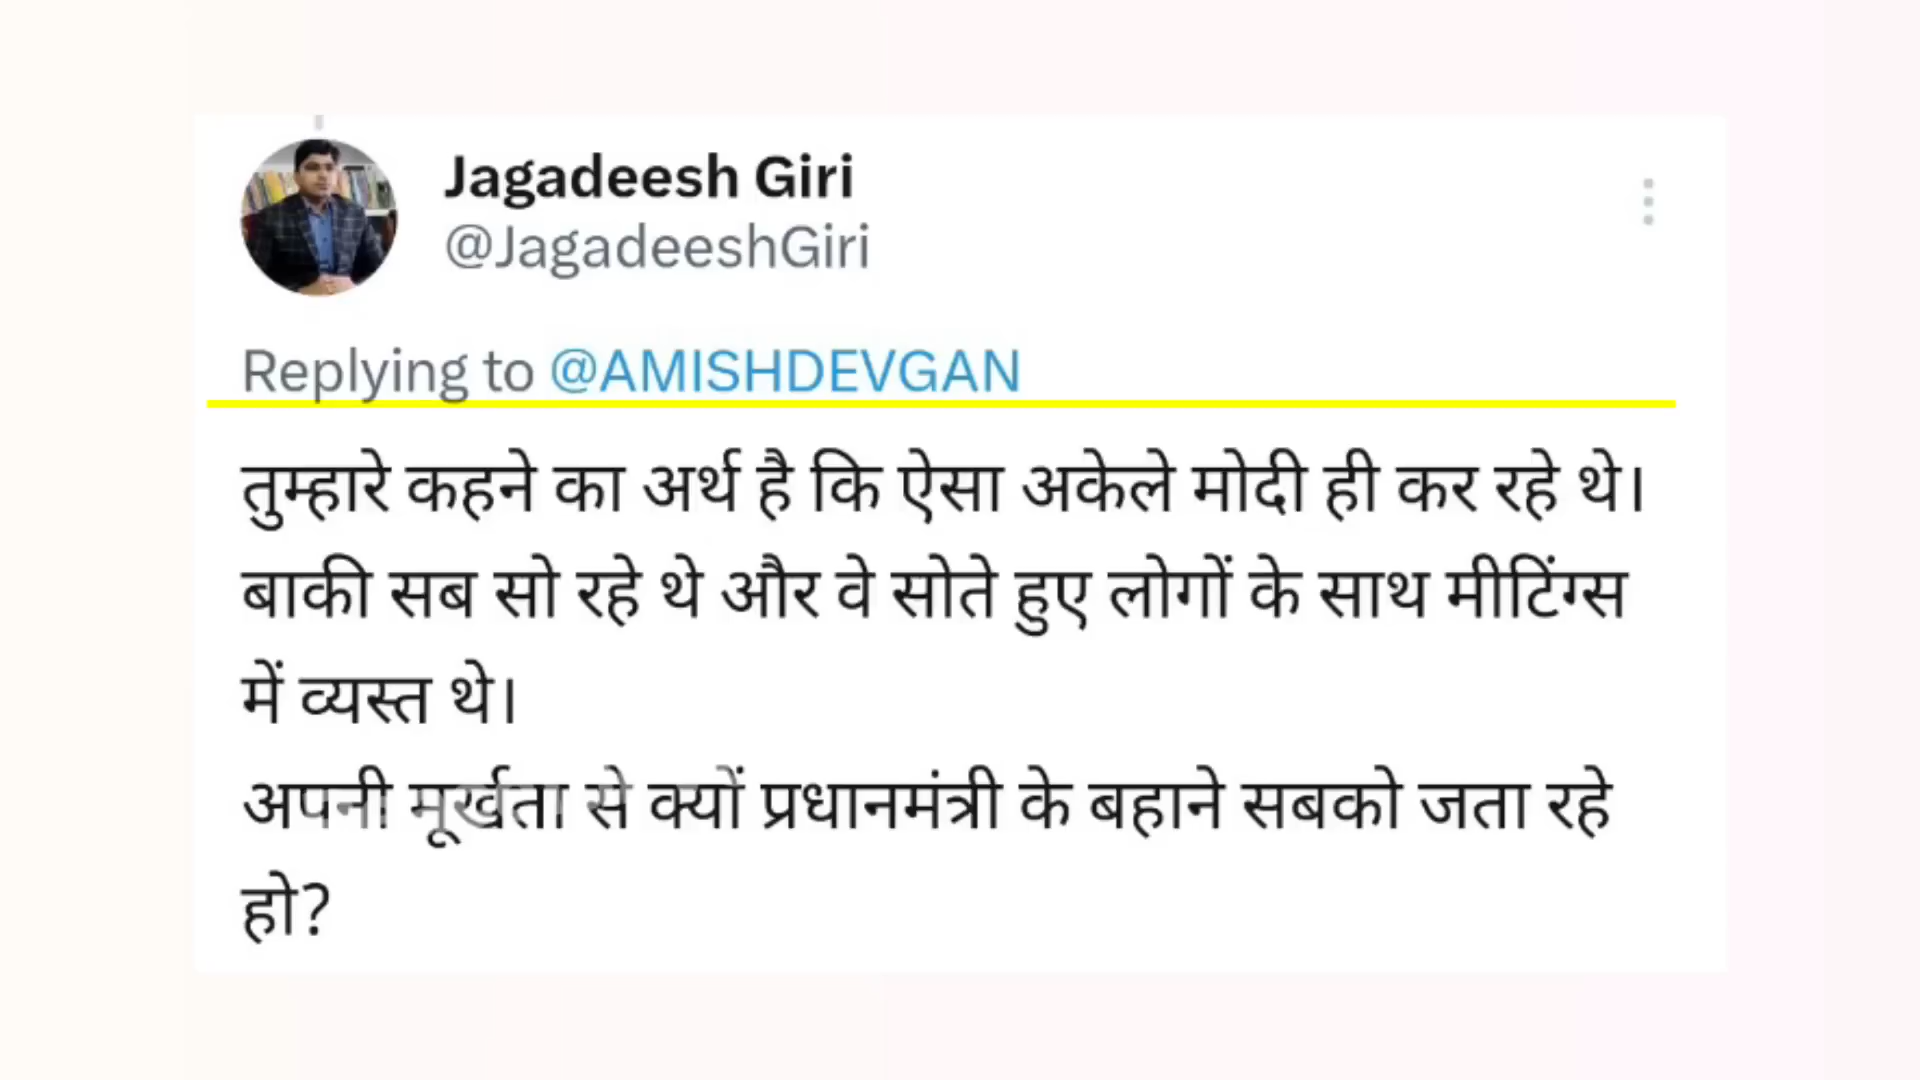 Jagadeesh Giri
@JagadeeshGiri
Replying to @AMISHDEVGAN
तुम्हारे कहने का अर्थ है कि ऐसा अकेले मोदी ही कर रहे थे।
बाकी सब सो रहे थे और वे सोते हुए लोगों के साथ मीटिंग्स
में व्यस्त थे।
अपनी मूर्खता से क्यों प्रधानमंत्री के बहाने सबको जता रहे
हो?